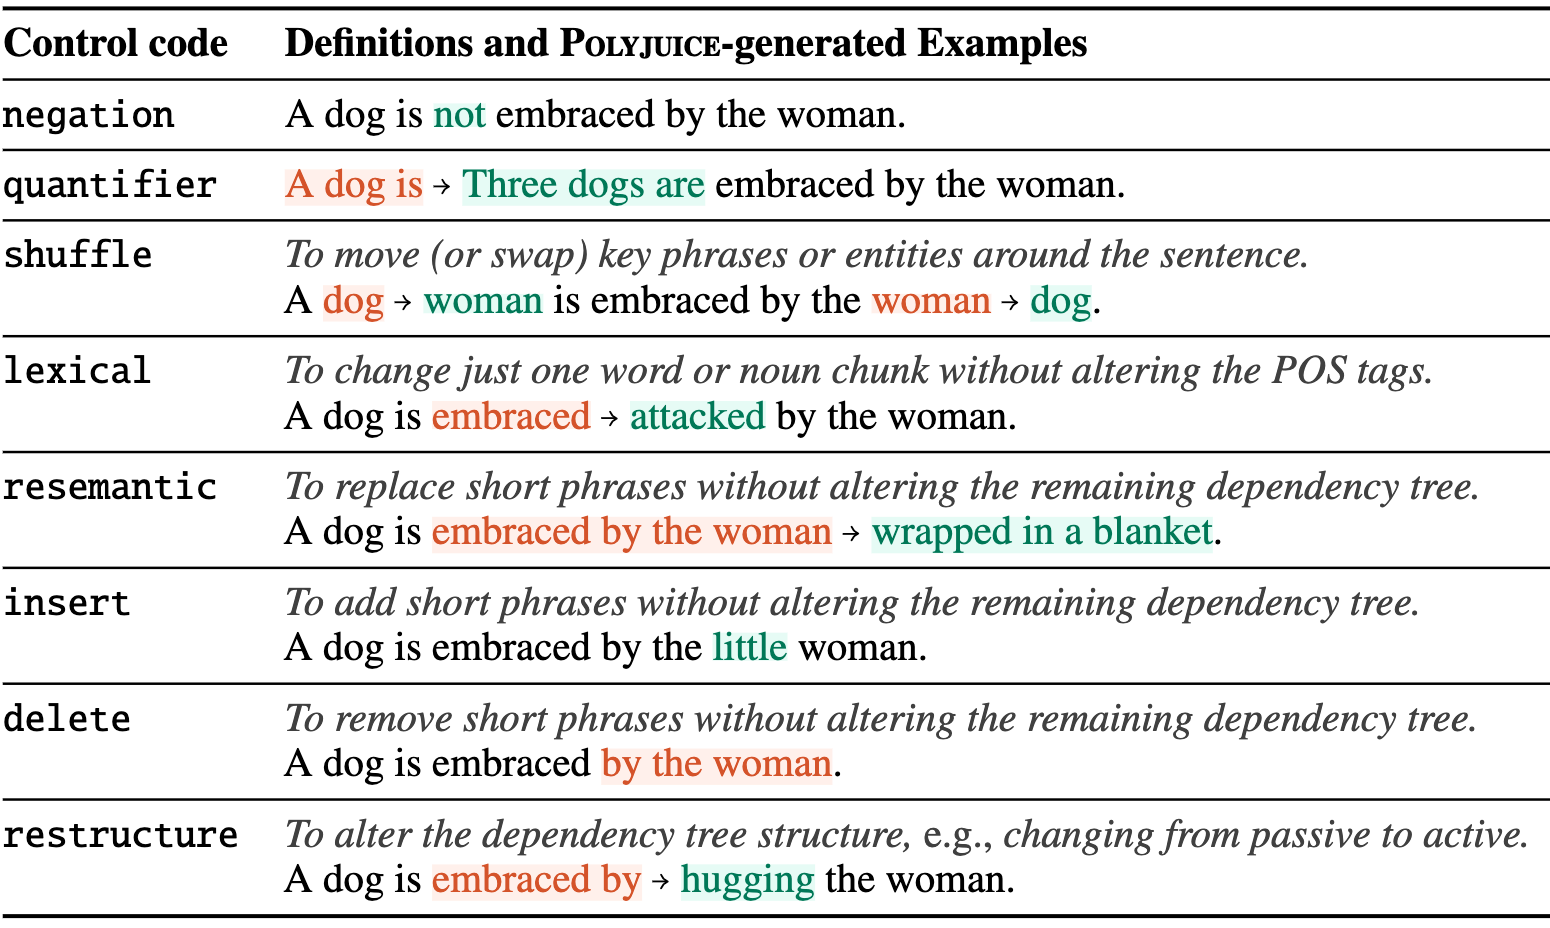 Control code Definitions and POLYJUICE-generated Examples
negation A dog is not embraced by the woman.
quantifier A dog is → Three dogs are embraced by the woman.
shuffle To move (or swap) key phrases or entities around the sentence.
A dog → woman is embraced by the woman → dog.
lexical To change just one word or noun chunk without altering the POS tags.
A dog is embraced → attacked by the woman.
resemantic To replace short phrases without altering the remaining dependency tree.
A dog is embraced by the woman → wrapped in a blanket.
insert To add short phrases without altering the remaining dependency tree.
A dog is embraced by the little woman.
delete To remove short phrases without altering the remaining dependency tree.
A dog is embraced by the woman.
restructure To alter the dependency tree structure, e.g., changing from passive to active.
A dog is embraced by → hugging the woman.